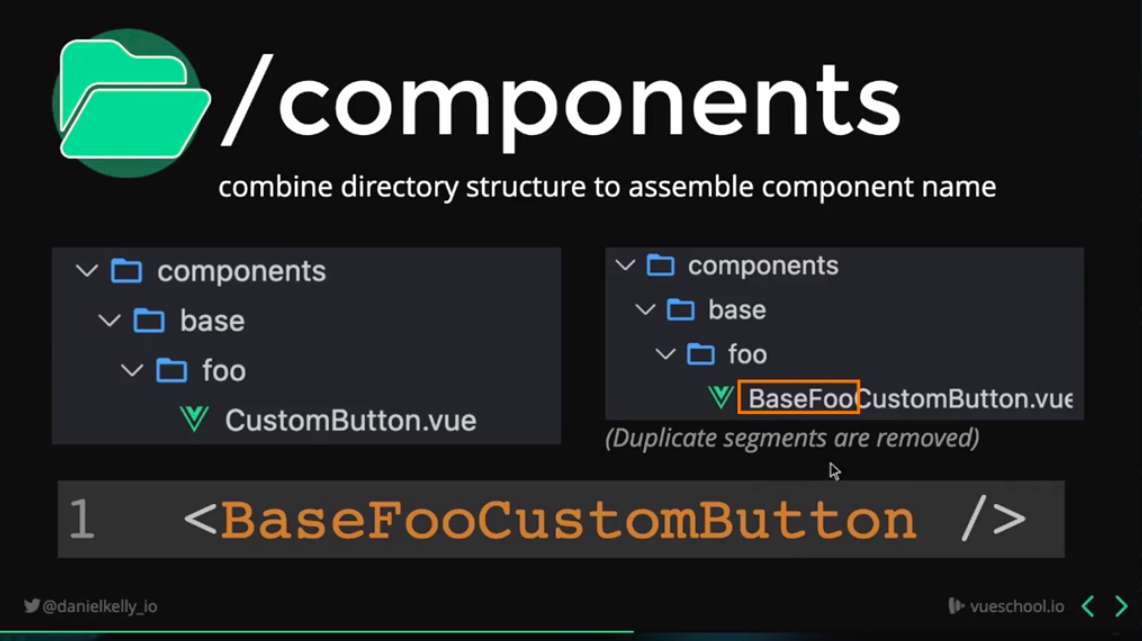 /components
combine directory structure to assemble component name
components
base
foo
CustomButton.vue
components
base
foo
BaseFooCustomButton.vue
(Duplicate segments are removed)
1 <BaseFooCustomButton />
@danielkelly_io
vueschool.io